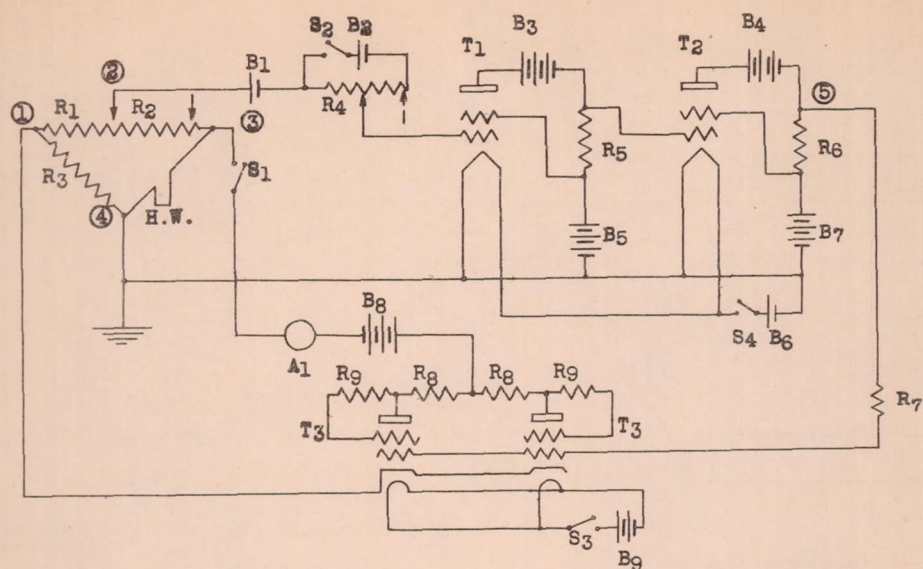 S2 B2
T1 B3
T2 B4
B1
② 
R4
⑤
① R1 R2 ③
R5 R6
R3 S1
④ H.W.
B5 B7
B8
S4 B6
A1
R9 R8 R8 R9
R7
T3 T3
S3
B9